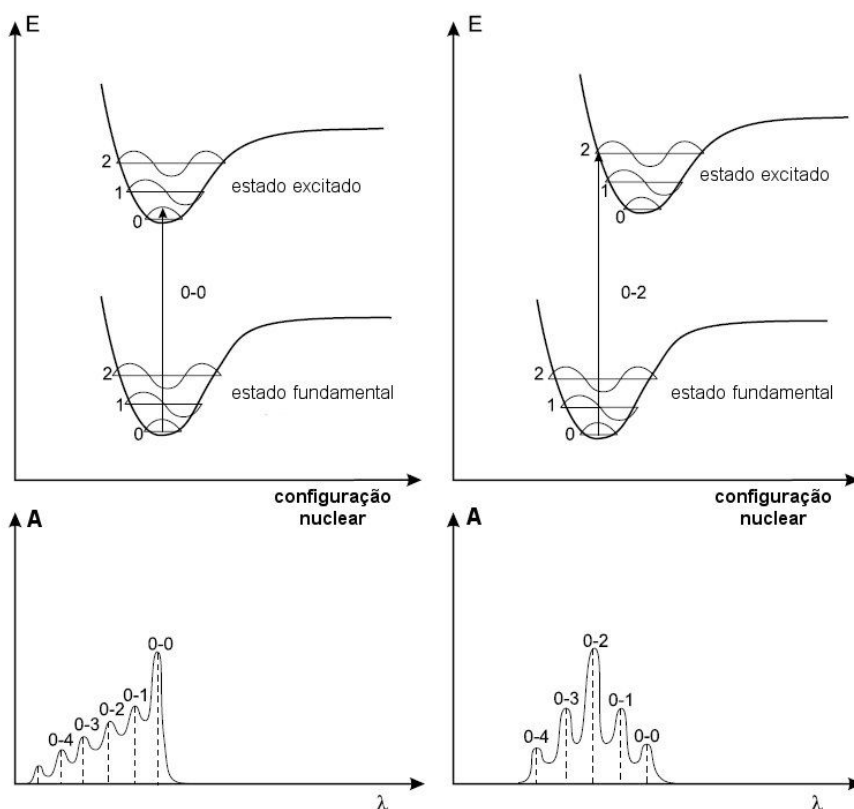 E
2
1
0
estado excitado
0-0
2
1
0
estado fundamental
configuração
nuclear
E
2
1
0
estado excitado
0-2
2
1
0
estado fundamental
configuração
nuclear
A
0-4
0-3
0-2
0-1
0-0
λ
A
0-4
0-3
0-2
0-1
0-0
λ